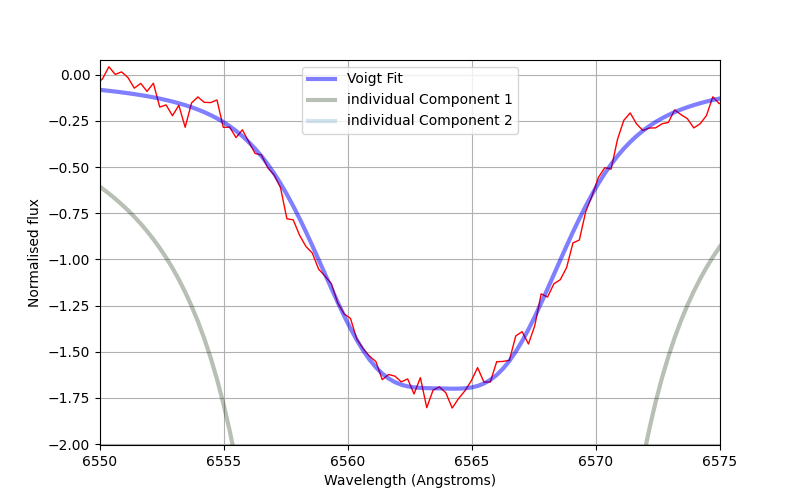 Voigt Fit
individual Component 1
individual Component 2
0.00
−0.25
−0.50
−0.75
−1.00
−1.25
−1.50
−1.75
−2.00
Normalised flux
6550 6555 6560 6565 6570 6575
Wavelength (Angstroms)